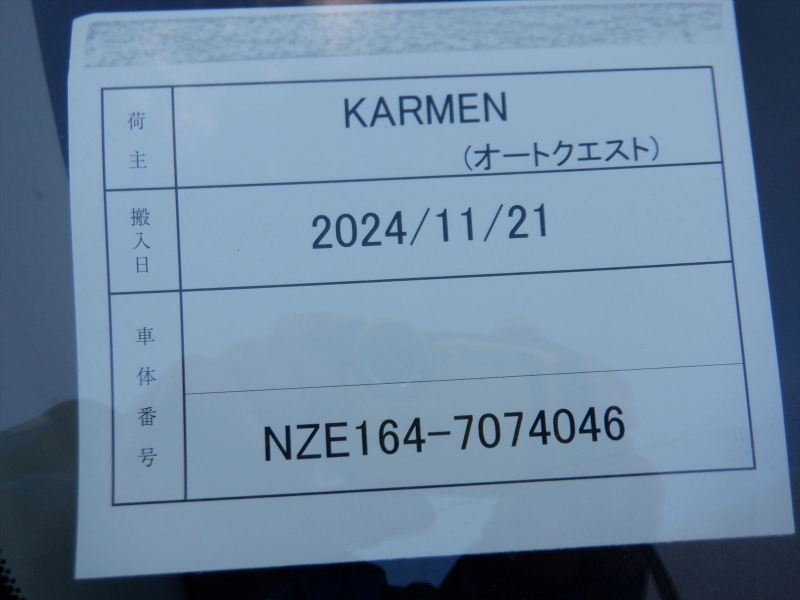 荷主
KARMEN
(オートクエスト)
搬入日
2024/11/21
車体番号
NZE164-7074046